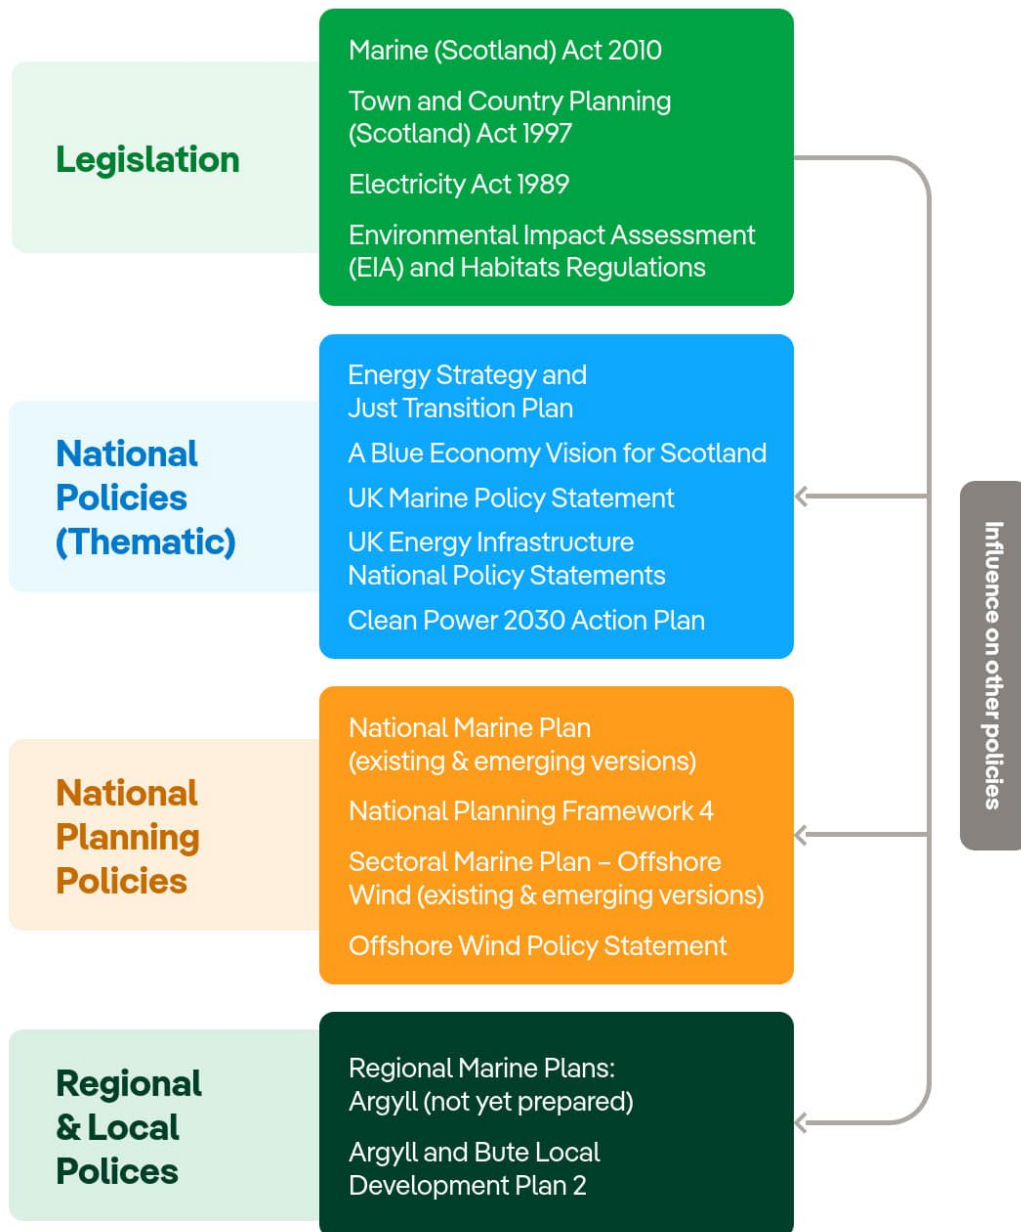 Legislation
Marine (Scotland) Act 2010
Town and Country Planning
(Scotland) Act 1997
Electricity Act 1989
Environmental Impact Assessment
(EIA) and Habitats Regulations
National
Policies
(Thematic)
Energy Strategy and
Just Transition Plan
A Blue Economy Vision for Scotland
UK Marine Policy Statement
UK Energy Infrastructure
National Policy Statements
Clean Power 2030 Action Plan
National
Planning
Policies
National Marine Plan
(existing & emerging versions)
National Planning Framework 4
Sectoral Marine Plan – Offshore
Wind (existing & emerging versions)
Offshore Wind Policy Statement
Regional
& Local
Polices
Regional Marine Plans:
Argyll (not yet prepared)
Argyll and Bute Local
Development Plan 2
Influence on other policies